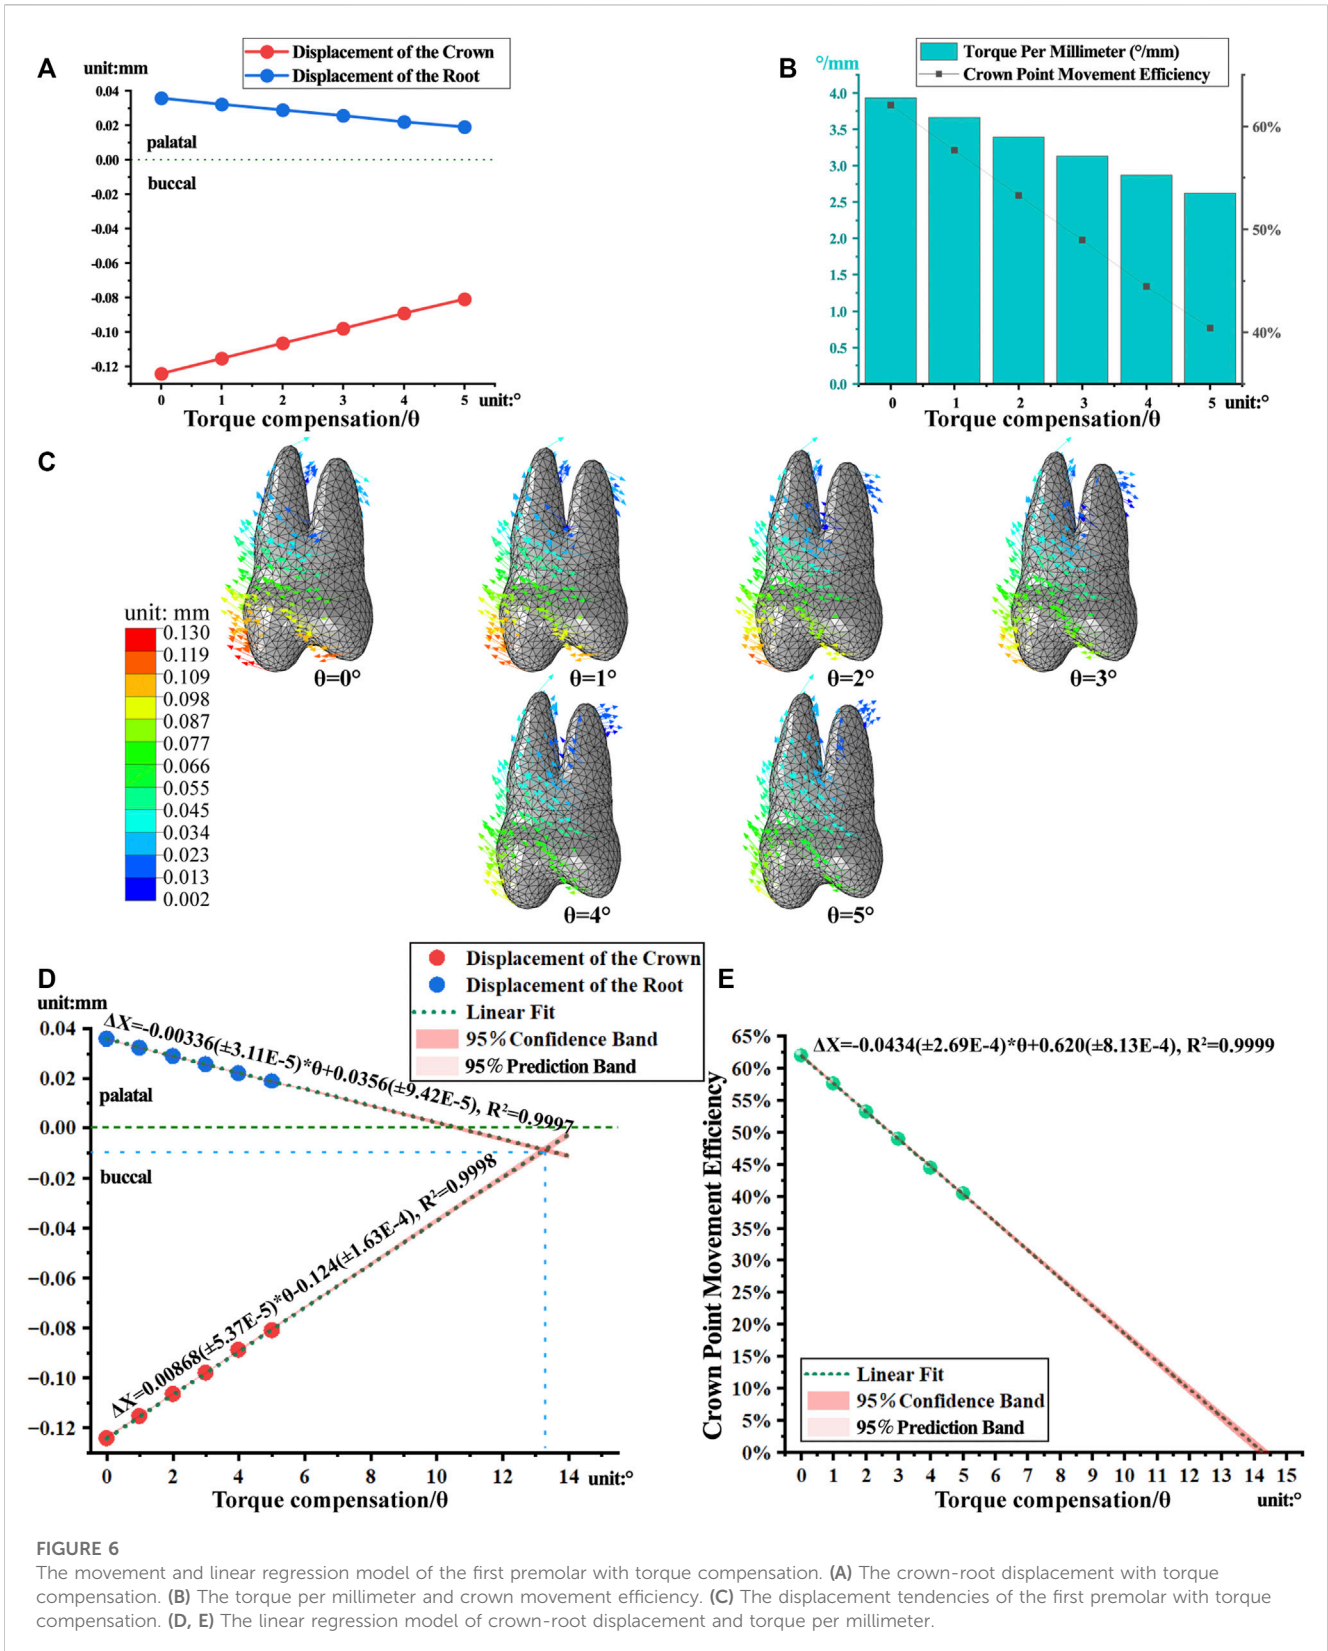 A
unit:mm
Displacement of the Crown
Displacement of the Root
0.04
0.02
0.00
-0.02
-0.04
-0.06
-0.08
-0.10
-0.12
palatal
buccal
0 1 2 3 4 5 unit:°
Torque compensation/θ
B
°/mm
Torque Per Millimeter (°/mm)
Crown Point Movement Efficiency
4.0
3.5
3.0
2.5
2.0
1.5
1.0
0.5
0.0
60%
50%
40%
0 1 2 3 4 5 unit:°
Torque compensation/θ
C
unit: mm
0.130
0.119
0.109
0.098
0.087
0.077
0.066
0.055
0.045
0.034
0.023
0.013
0.002
θ=0°
θ=1°
θ=2°
θ=3°
θ=4°
θ=5°
D
unit:mm
Displacement of the Crown
Displacement of the Root
Linear Fit
95% Confidence Band
95% Prediction Band
0.04
0.02
0.00
−0.02
−0.04
−0.06
−0.08
−0.10
−0.12
ΔX=-0.00336(±3.11E-5)*θ+0.0356(±9.42E-5), R²=0.9997
palatal
buccal
ΔX=0.00868(±5.37E-5)*θ-0.124(±1.63E-4), R²=0.9998
0 2 4 6 8 10 12 14 unit:°
Torque compensation/θ
E
Crown Point Movement Efficiency
65%
60%
55%
50%
45%
40%
35%
30%
25%
20%
15%
10%
5%
0%
ΔX=-0.0434(±2.69E-4)*θ+0.620(±8.13E-4), R²=0.9999
Linear Fit
95% Confidence Band
95% Prediction Band
0 1 2 3 4 5 6 7 8 9 10 11 12 13 14 15
Torque compensation/θ unit:°
FIGURE 6
The movement and linear regression model of the first premolar with torque compensation. (A) The crown-root displacement with torque
compensation. (B) The torque per millimeter and crown movement efficiency. (C) The displacement tendencies of the first premolar with torque
compensation. (D, E) The linear regression model of crown-root displacement and torque per millimeter.